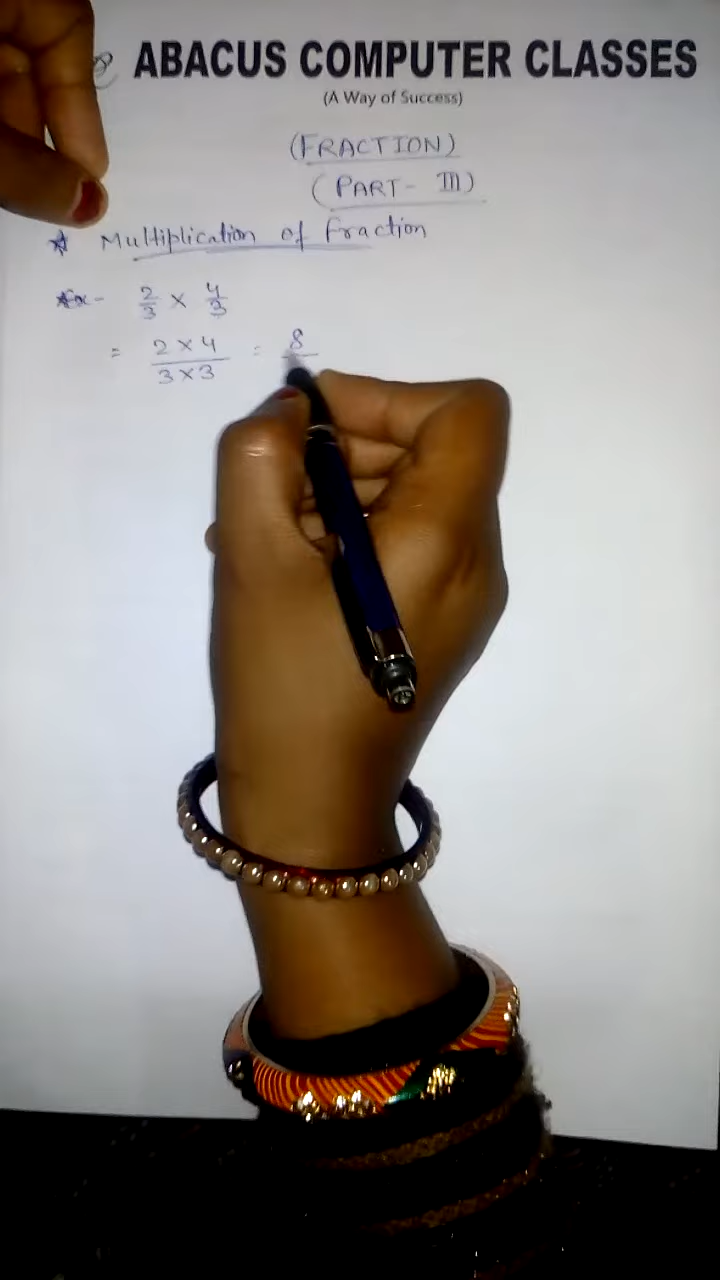 ABACUS COMPUTER CLASSES
(A Way of Success)
(FRACTION)
(PART- III)
* Multiplication of fraction
Ex- 2/3 × 4/3
= 2×4/3×3 = 8